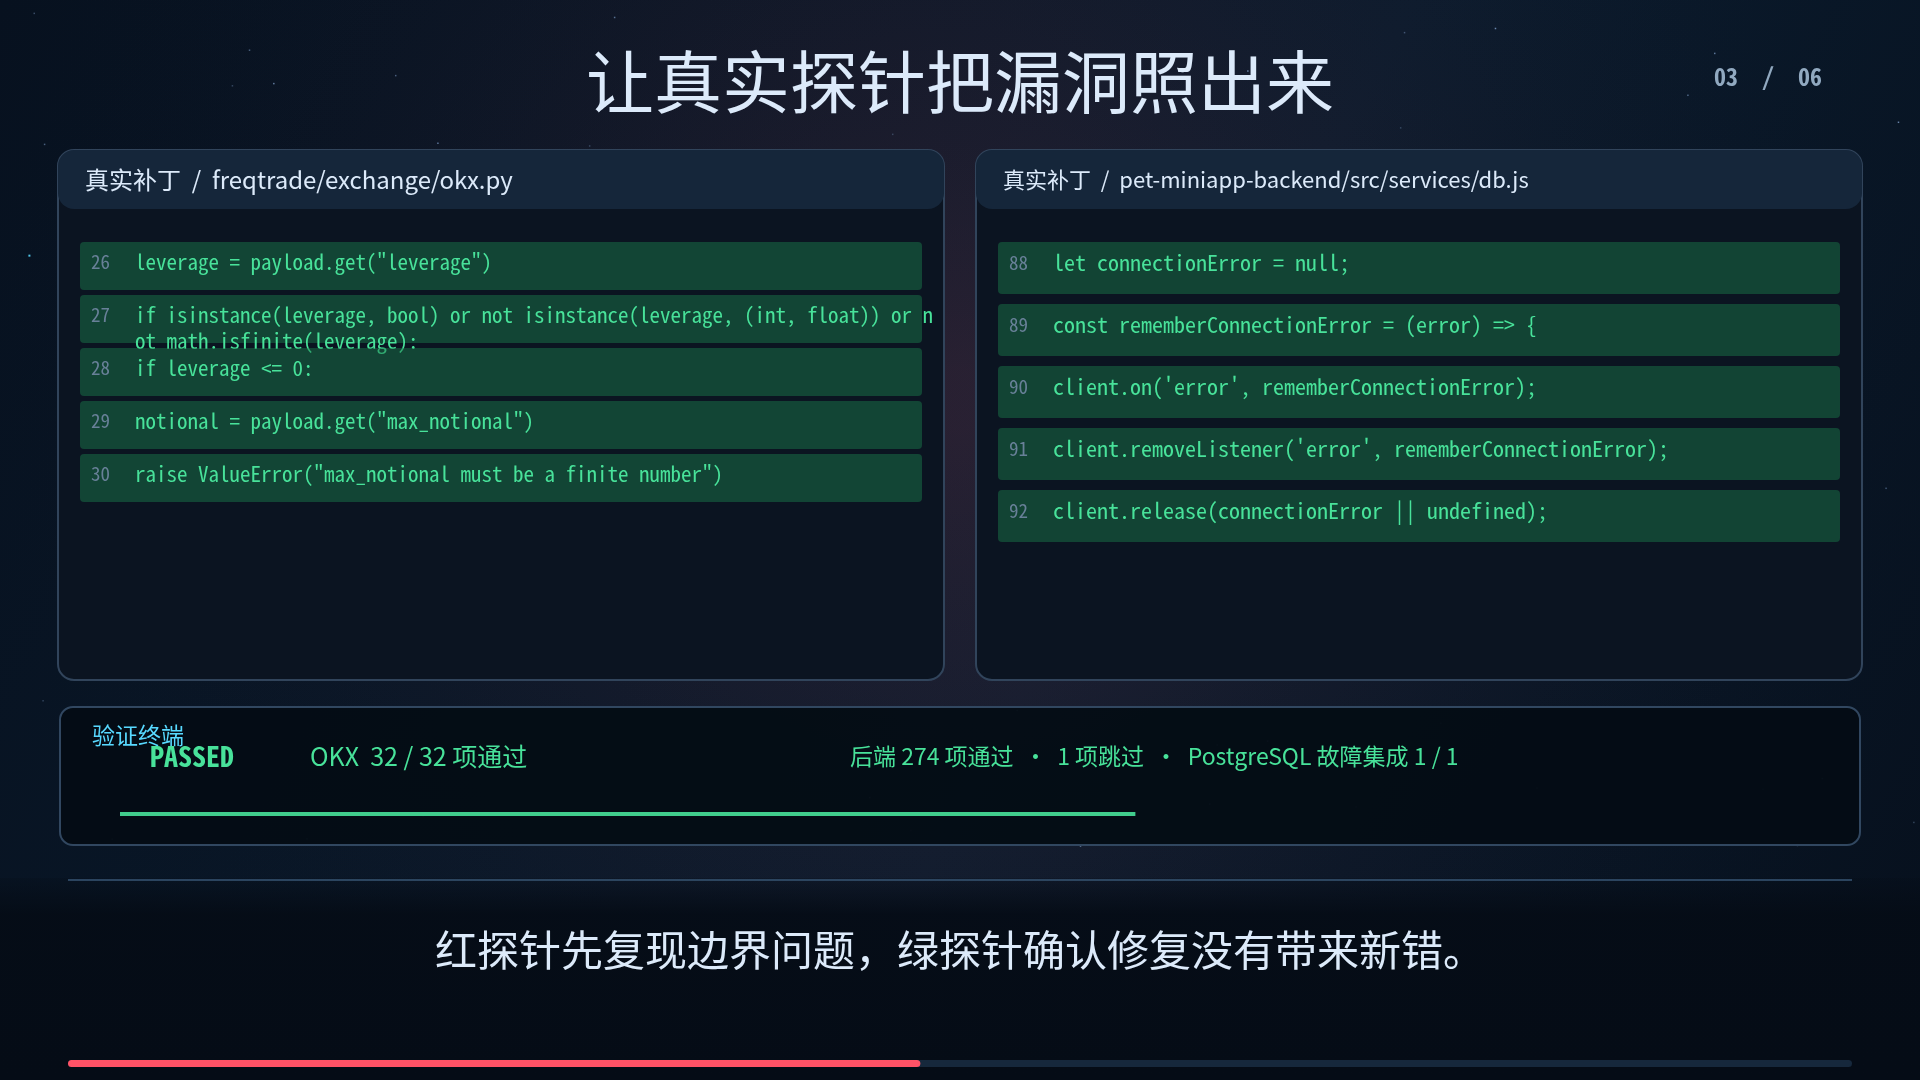 让真实探针把漏洞照出来
03 / 06
真实补丁 / freqtrade/exchange/okx.py
26 leverage = payload.get("leverage")
27 if isinstance(leverage, bool) or not isinstance(leverage, (int, float)) or n
ot math.isfinite(leverage):
28 if leverage <= 0:
29 notional = payload.get("max_notional")
30 raise ValueError("max_notional must be a finite number")
真实补丁 / pet-miniapp-backend/src/services/db.js
88 let connectionError = null;
89 const rememberConnectionError = (error) => {
90 client.on('error', rememberConnectionError);
91 client.removeListener('error', rememberConnectionError);
92 client.release(connectionError || undefined);
验证终端
PASSED OKX 32 / 32 项通过 后端 274 项通过 · 1 项跳过 · PostgreSQL 故障集成 1 / 1
红探针先复现边界问题，绿探针确认修复没有带来新错。